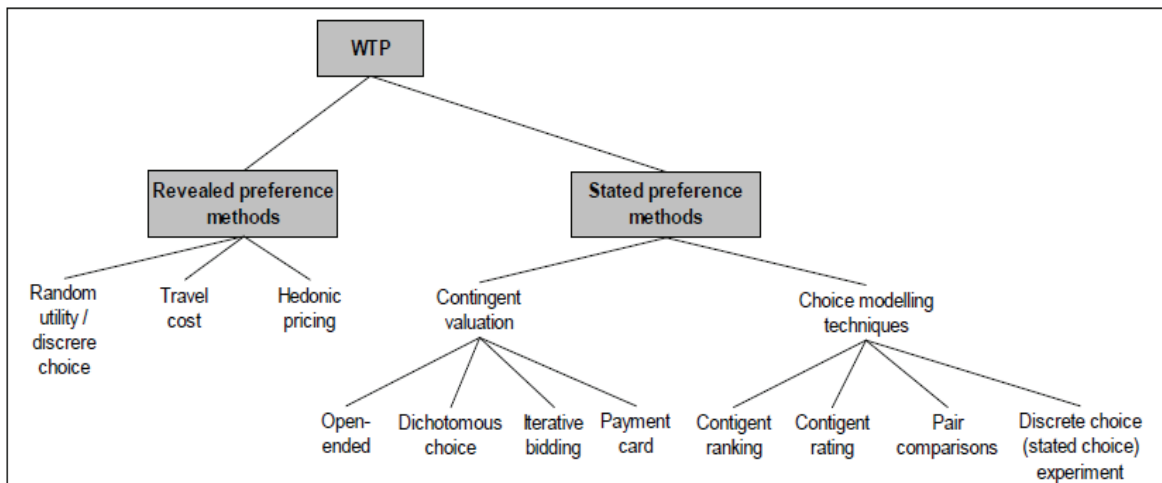 WTP
Revealed preference
methods
Stated preference
methods
Random
utility /
discrere
choice
Travel
cost
Hedonic
pricing
Contingent
valuation
Choice modelling
techniques
Open-
ended
Dichotomous
choice
Iterative
bidding
Payment
card
Contigent
ranking
Contigent
rating
Pair
comparisons
Discrete choice
(stated choice)
experiment